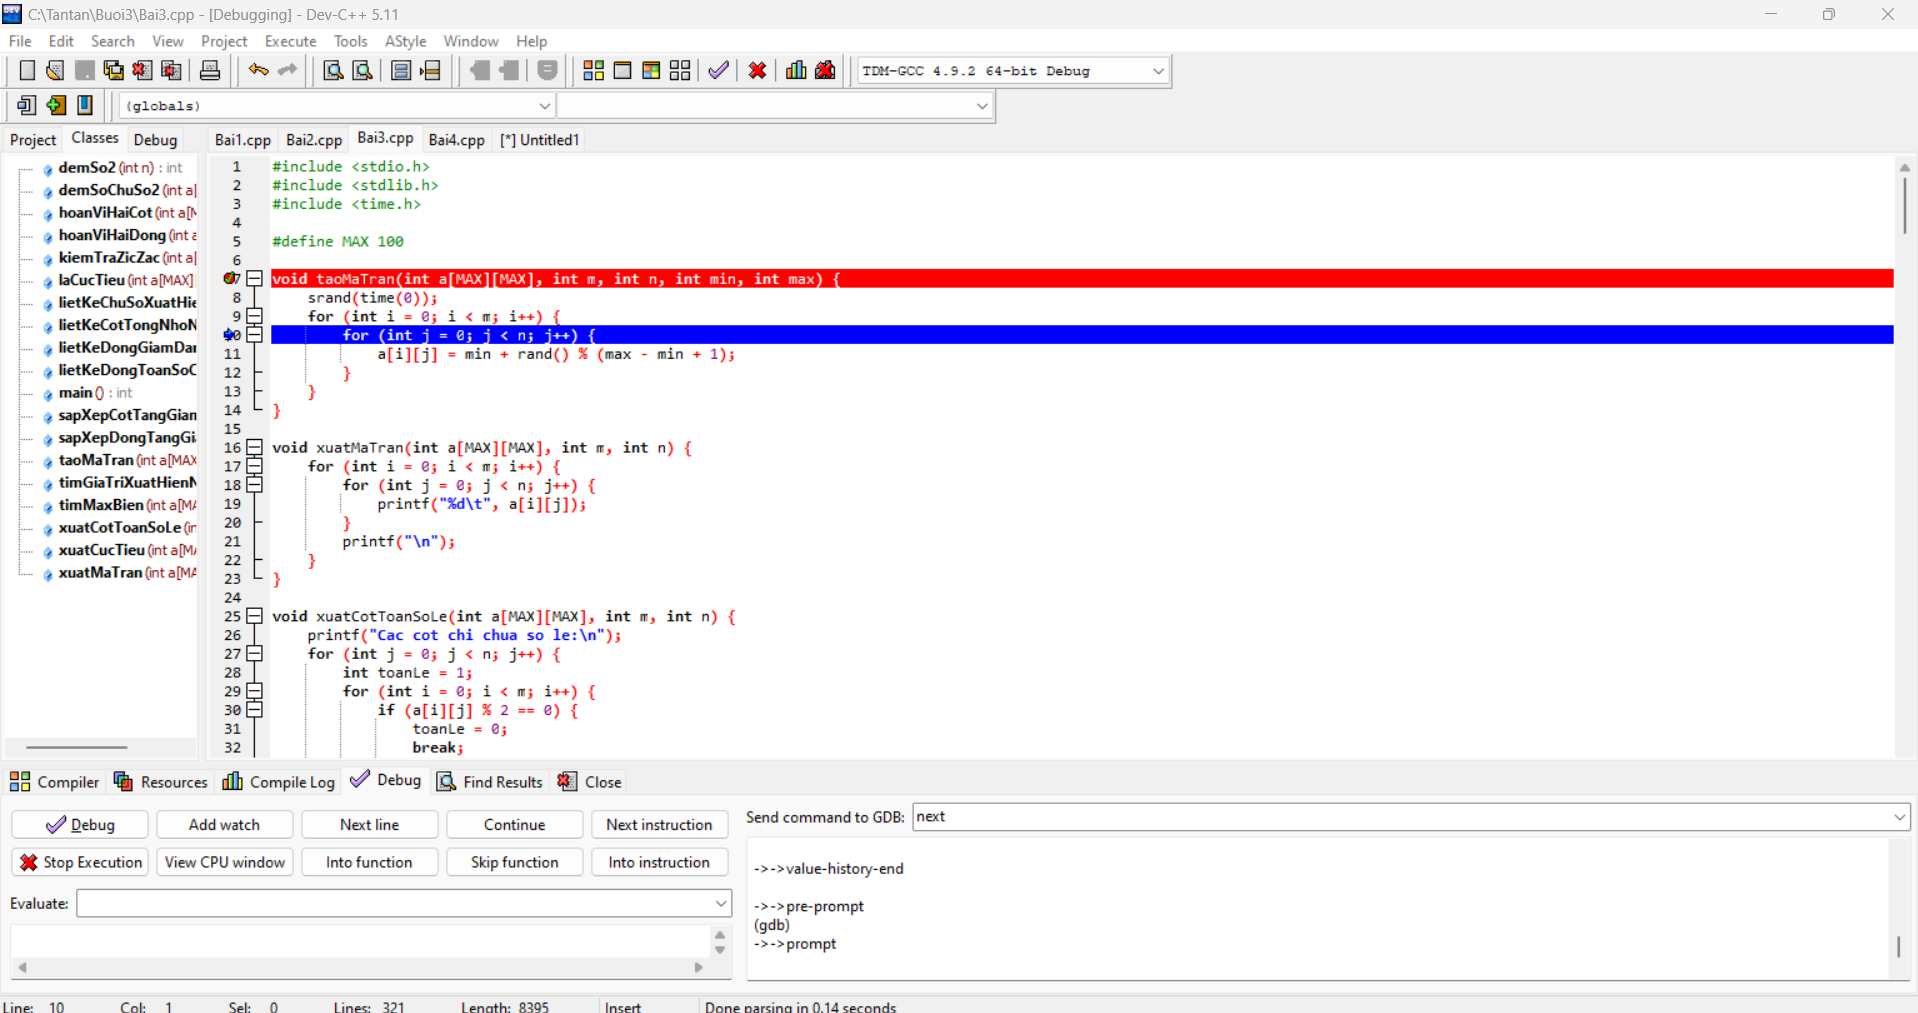 C:\Tantan\Buoi3\Bai3.cpp - [Debugging] - Dev-C++ 5.11
File Edit Search View Project Execute Tools AStyle Window Help
TDM-GCC 4.9.2 64-bit Debug
(globals)
Project Classes Debug
Bai1.cpp Bai2.cpp Bai3.cpp Bai4.cpp [*] Untitled1
demSo2 (int n) : int
demSoChuSo2 (int a[
hoanViHaiCot (int a[M
hoanViHaiDong (int a
kiemTraZicZac (int a[
laCucTieu (int a[MAX]
lietKeChuSoXuatHie
lietKeCotTongNhoN
lietKeDongGiamDan
lietKeDongToanSoC
main () : int
sapXepCotTangGiam
sapXepDongTangGi
taoMaTran (int a[MAX
timGiaTriXuatHienN
timMaxBien (int a[MA
xuatCotToanSoLe (in
xuatCucTieu (int a[MA
xuatMaTran (int a[MA
1 #include <stdio.h>
2 #include <stdlib.h>
3 #include <time.h>
4
5 #define MAX 100
6
7 void taoMaTran(int a[MAX][MAX], int m, int n, int min, int max) {
8 srand(time(0));
9 for (int i = 0; i < m; i++) {
10 for (int j = 0; j < n; j++) {
11 a[i][j] = min + rand() % (max - min + 1);
12 }
13 }
14 }
15
16 void xuatMaTran(int a[MAX][MAX], int m, int n) {
17 for (int i = 0; i < m; i++) {
18 for (int j = 0; j < n; j++) {
19 printf("%d\t", a[i][j]);
20 }
21 printf("\n");
22 }
23 }
24
25 void xuatCotToanSoLe(int a[MAX][MAX], int m, int n) {
26 printf("Cac cot chi chua so le:\n");
27 for (int j = 0; j < n; j++) {
28 int toanLe = 1;
29 for (int i = 0; i < m; i++) {
30 if (a[i][j] % 2 == 0) {
31 toanLe = 0;
32 break;
Compiler Resources Compile Log Debug Find Results Close
Debug Add watch Next line Continue Next instruction
Stop Execution View CPU window Into function Skip function Into instruction
Evaluate:
Send command to GDB: next
->->value-history-end
->->pre-prompt
(gdb)
->->prompt
Line: 10 Col: 1 Sel: 0 Lines: 321 Length: 8395 Insert Done parsing in 0.14 seconds